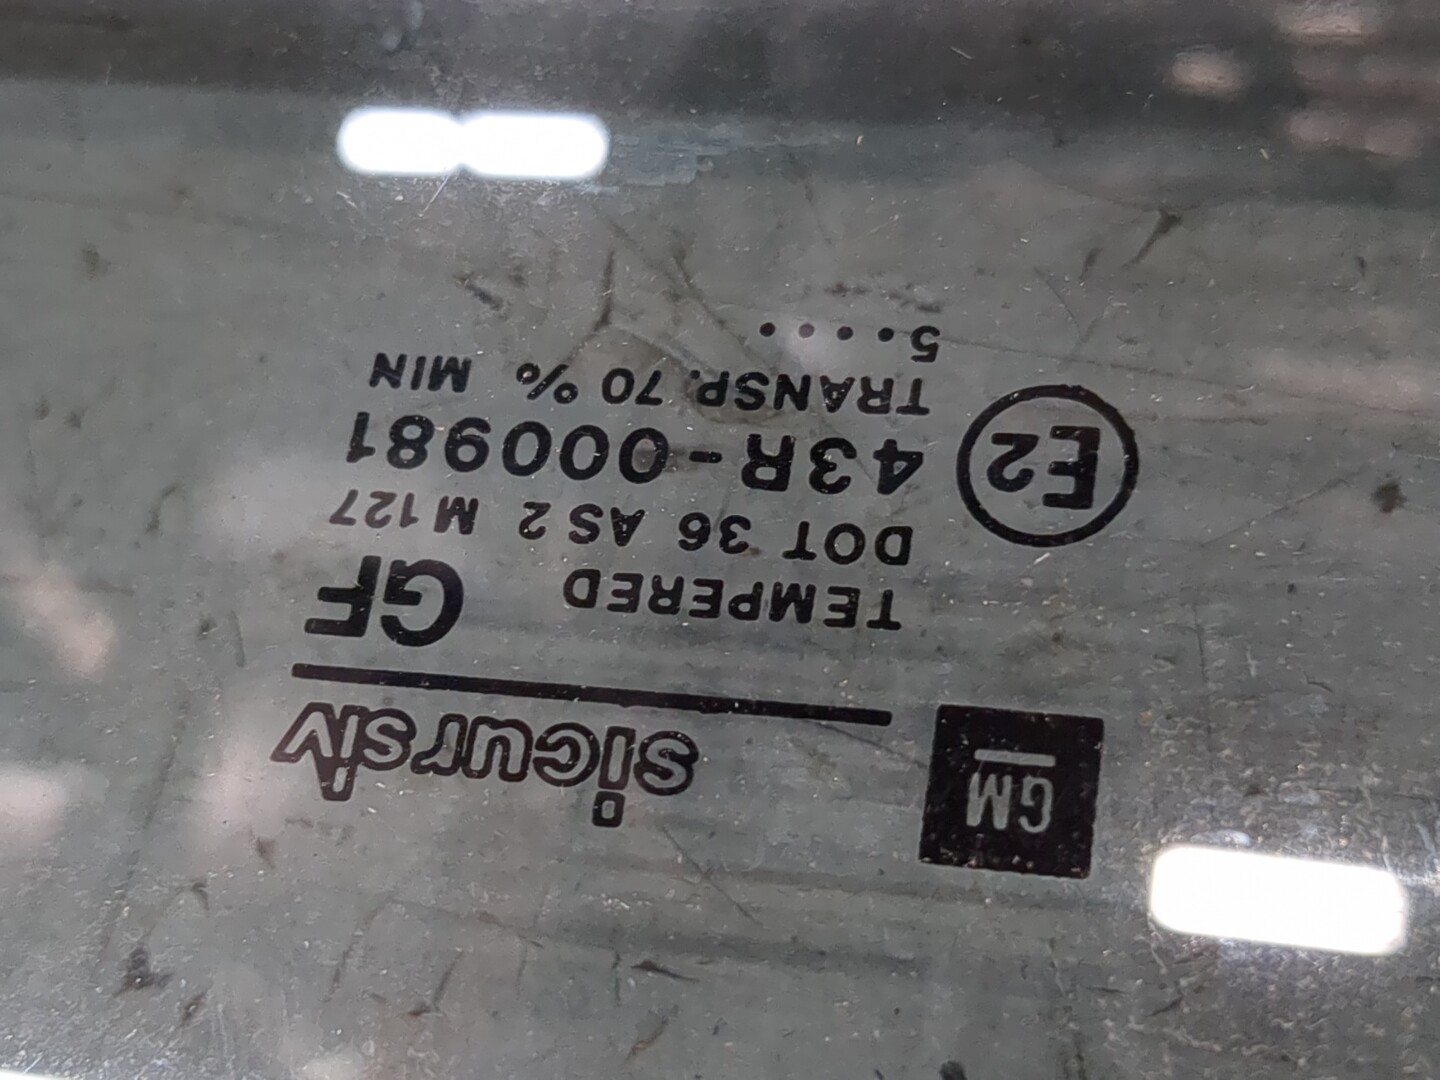 GM
sicursiv
TEMPERED GF
DOT 36 AS 2 M 127
E2 43R-000981
TRANSP. 70 % MIN
5....